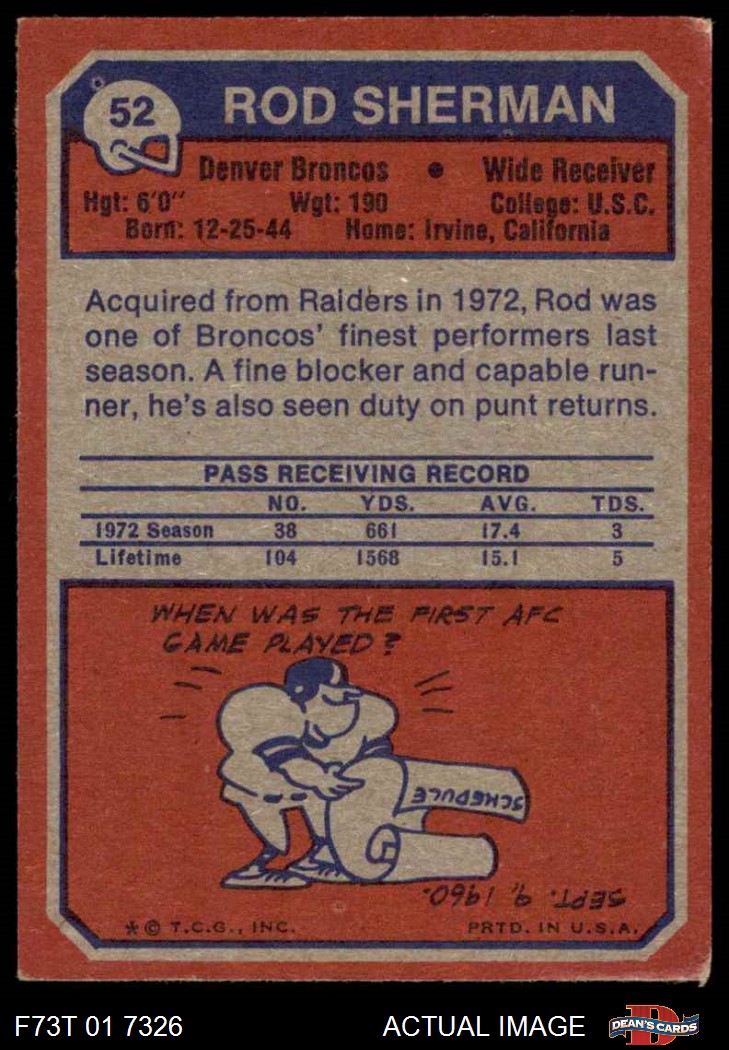 52
ROD SHERMAN
Denver Broncos • Wide Receiver
Hgt: 6'0" Wgt: 190 College: U.S.C.
Born: 12-25-44 Home: Irvine, California
Acquired from Raiders in 1972, Rod was
one of Broncos' finest performers last
season. A fine blocker and capable run-
ner, he's also seen duty on punt returns.
PASS RECEIVING RECORD
NO. YDS. AVG. TDS.
1972 Season 38 661 17.4 3
Lifetime 104 1568 15.1 5
WHEN WAS THE FIRST AFC
GAME PLAYED?
SCHEDULE
SEPT. 9, 1960.
* © T.C.G., INC. PRTD. IN U.S.A.
F73T 01 7326 ACTUAL IMAGE D DEAN'S CARDS